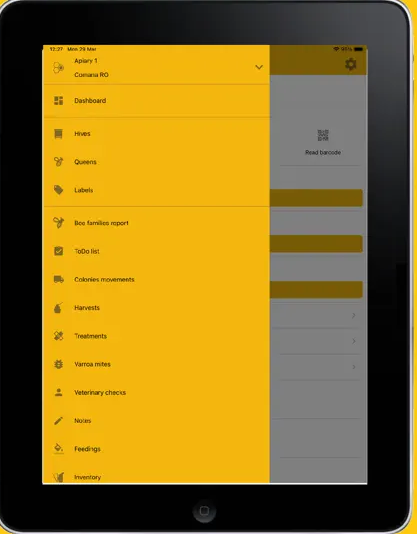 12:27 Mon 29 Mar
95%
Apiary 1
Comana RO
Dashboard
Hives
Queens
Labels
Read barcode
Bee families report
ToDo list
Colonies movements
Harvests
Treatments
Varroa mites
Veterinary checks
Notes
Feedings
Inventory